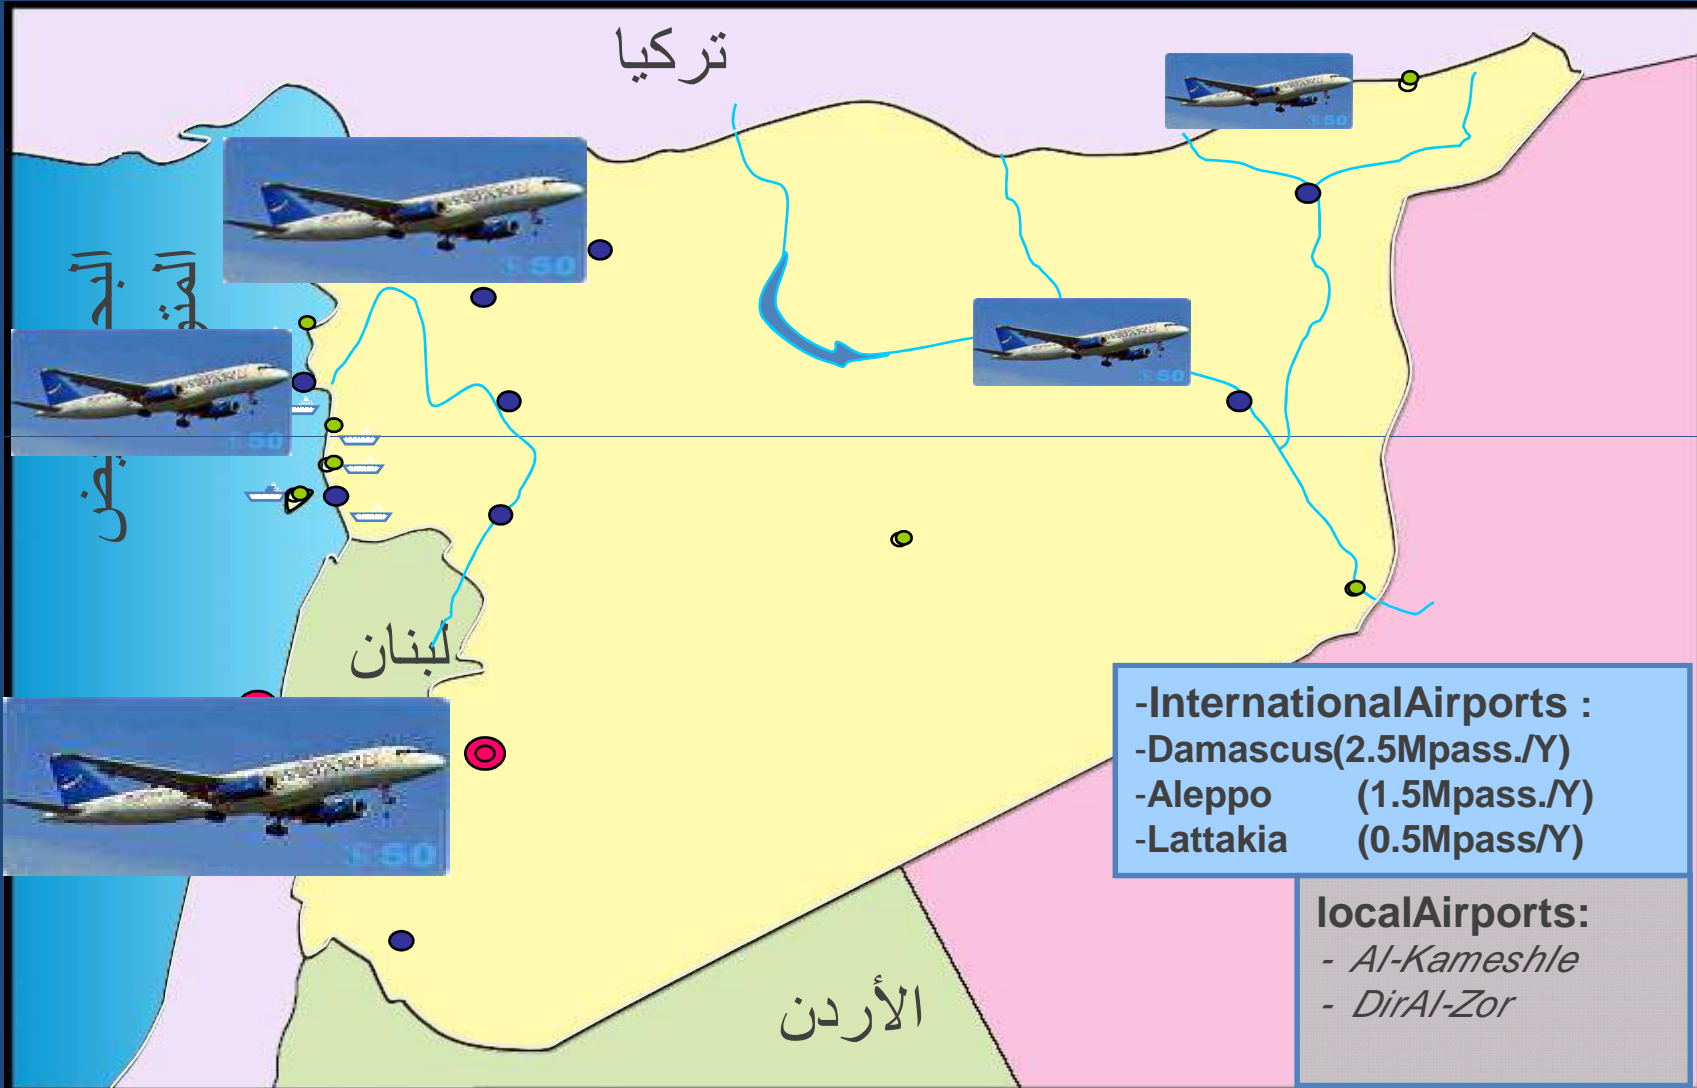 تركيا
لبنان
الأردن
-InternationalAirports :
-Damascus(2.5Mpass./Y)
-Aleppo (1.5Mpass./Y)
-Lattakia (0.5Mpass/Y)
localAirports:
- Al-Kameshle
- DirAl-Zor